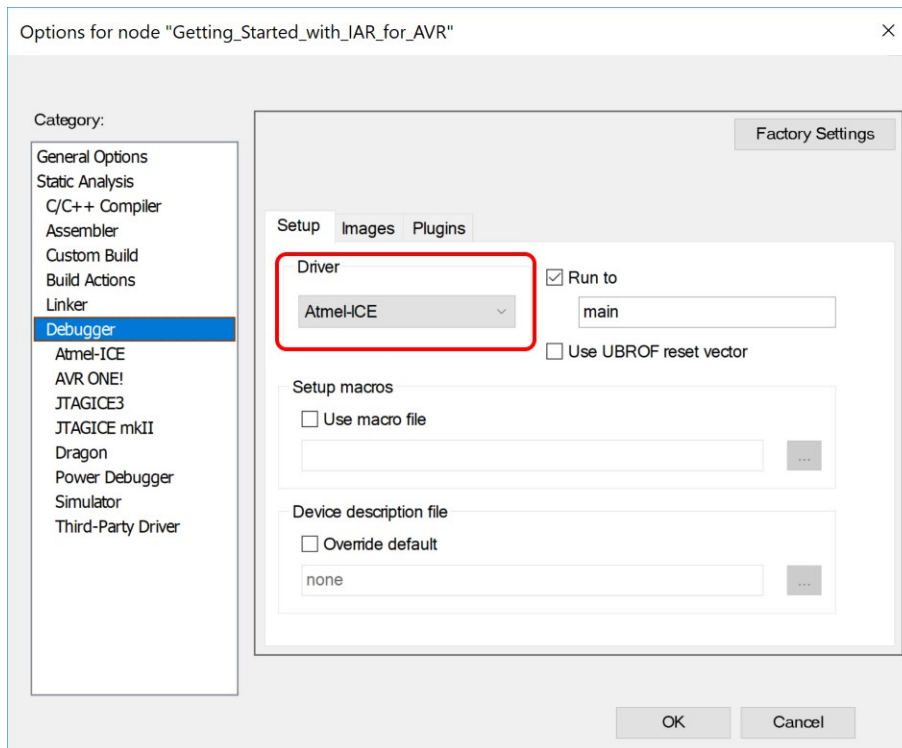 Options for node "Getting_Started_with_IAR_for_AVR"
Category:
General Options
Static Analysis
C/C++ Compiler
Assembler
Custom Build
Build Actions
Linker
Debugger
Atmel-ICE
AVR ONE!
JTAGICE3
JTAGICE mkII
Dragon
Power Debugger
Simulator
Third-Party Driver
Factory Settings
Setup Images Plugins
Driver
Atmel-ICE
Run to
main
Use UBROF reset vector
Setup macros
Use macro file
...
Device description file
Override default
none
...
OK Cancel